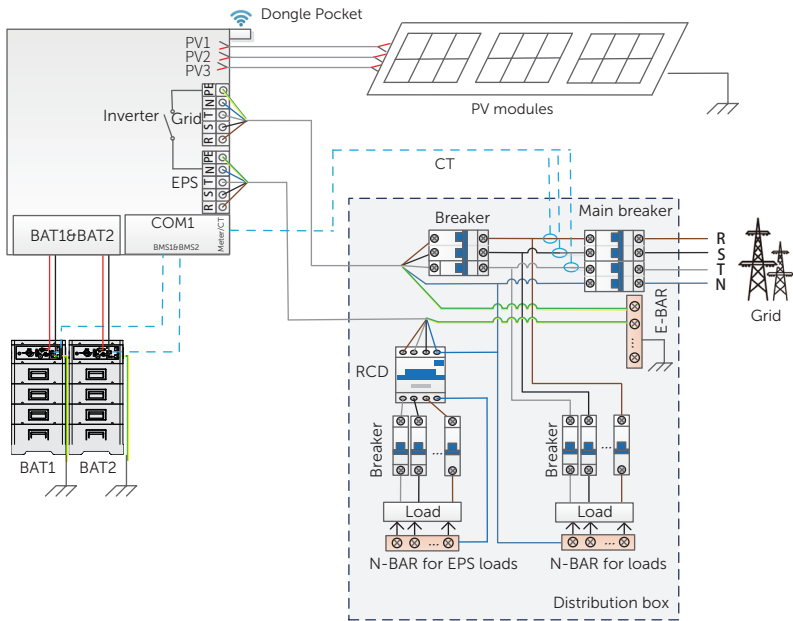 Dongle Pocket
PV1
PV2
PV3
PV modules
Inverter
Grid
PE
N
T
S
R
EPS
PE
N
T
S
R
BAT1&BAT2
COM1
BMS1&BMS2
Meter/CT
CT
Breaker
Main breaker
R
S
T
N
Grid
E-BAR
RCD
Breaker
...
Breaker
...
Load
Load
...
...
N-BAR for EPS loads
N-BAR for loads
Distribution box
BAT1
BAT2